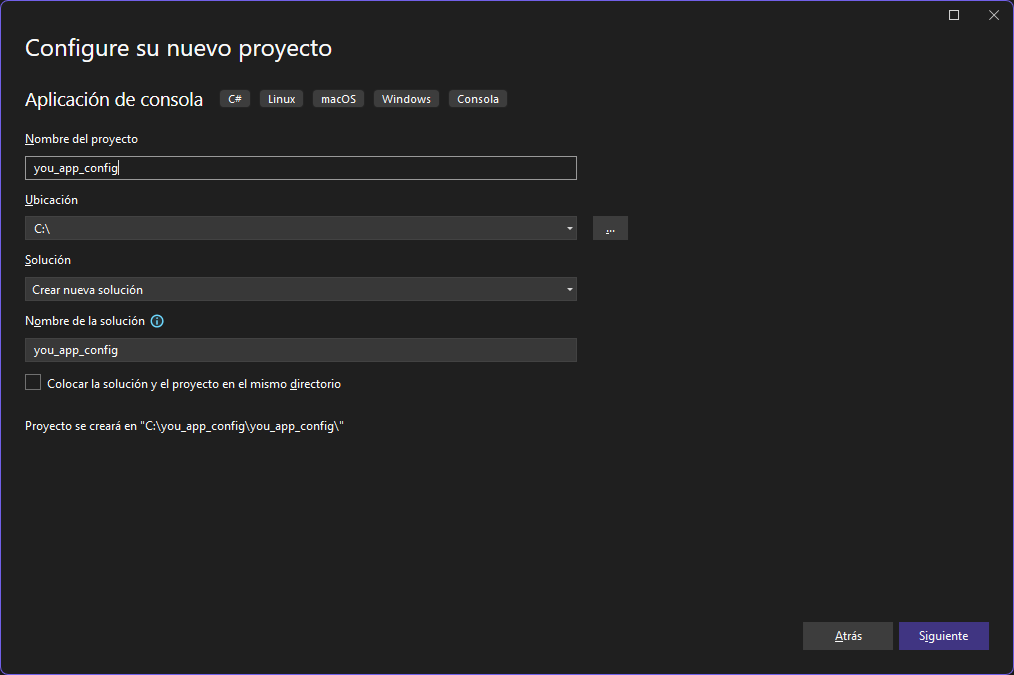 Configure su nuevo proyecto
Aplicación de consola C# Linux macOS Windows Consola
Nombre del proyecto
you_app_config
Ubicación
C:\
...
Solución
Crear nueva solución
Nombre de la solución
you_app_config
Colocar la solución y el proyecto en el mismo directorio
Proyecto se creará en "C:\you_app_config\you_app_config\"
Atrás Siguiente